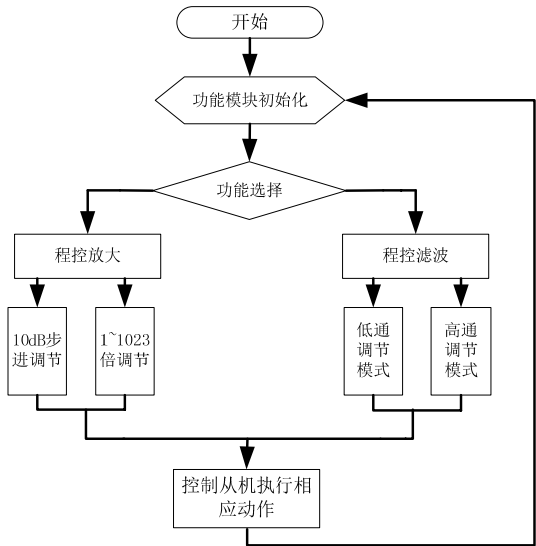 开始
功能模块初始化
功能选择
程控放大
程控滤波
10dB步
进调节
1~1023
倍调节
低通
调节
模式
高通
调节
模式
控制从机执行相
应动作